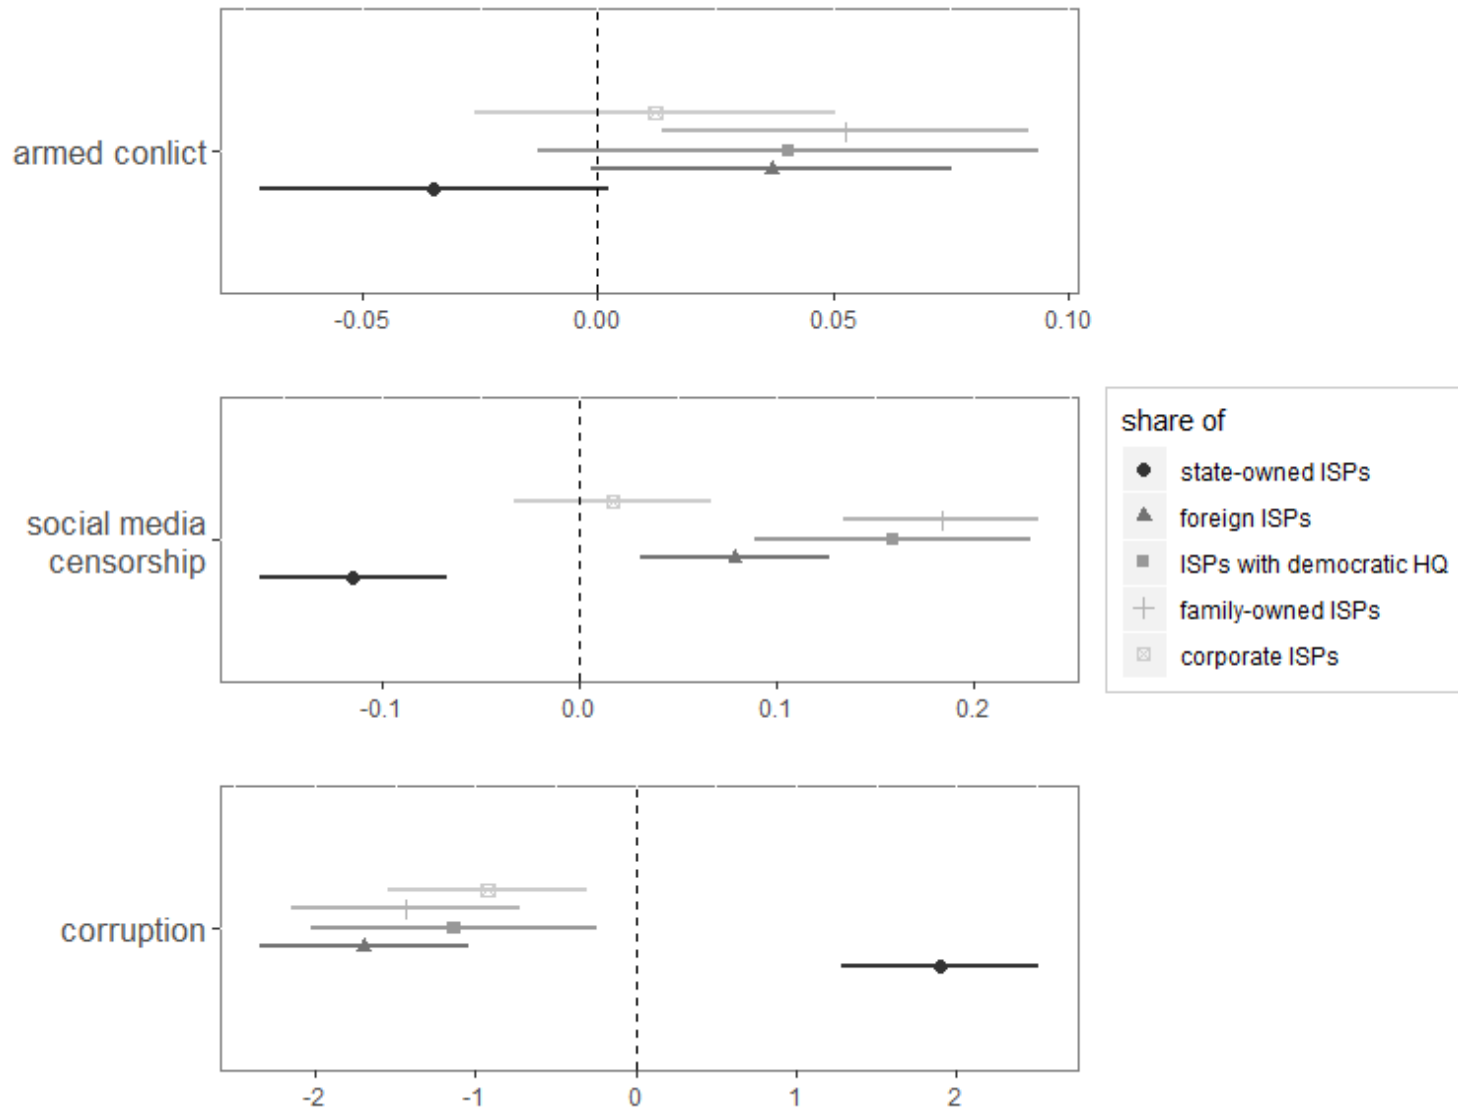 armed conlict
-0.05 0.00 0.05 0.10
social media
censorship
-0.1 0.0 0.1 0.2
share of
state-owned ISPs
foreign ISPs
ISPs with democratic HQ
family-owned ISPs
corporate ISPs
corruption
-2 -1 0 1 2